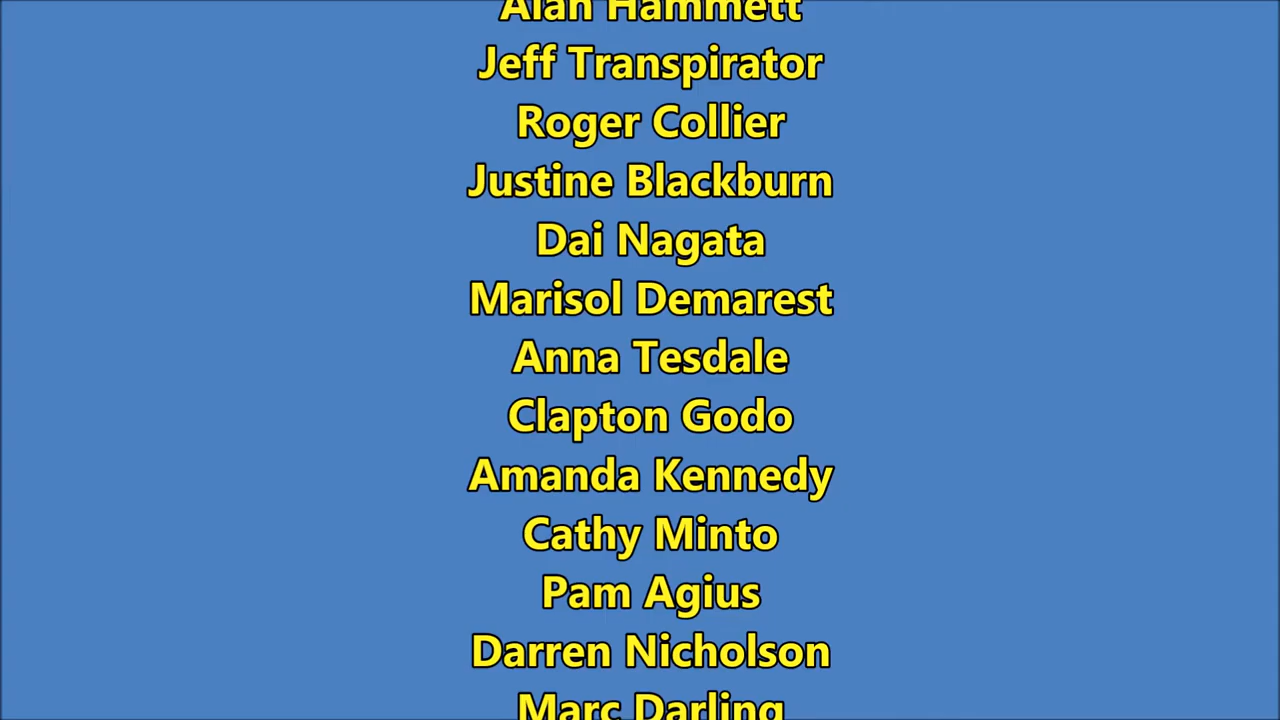 Alan Hammett
Jeff Transpirator
Roger Collier
Justine Blackburn
Dai Nagata
Marisol Demarest
Anna Tesdale
Clapton Godo
Amanda Kennedy
Cathy Minto
Pam Agius
Darren Nicholson
Marc Darling